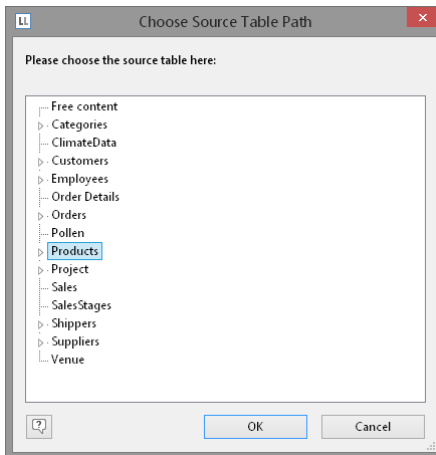 LL Choose Source Table Path ×
Please choose the source table here:
Free content
Categories
ClimateData
Customers
Employees
Order Details
Orders
Pollen
Products
Project
Sales
SalesStages
Shippers
Suppliers
Venue
? OK Cancel